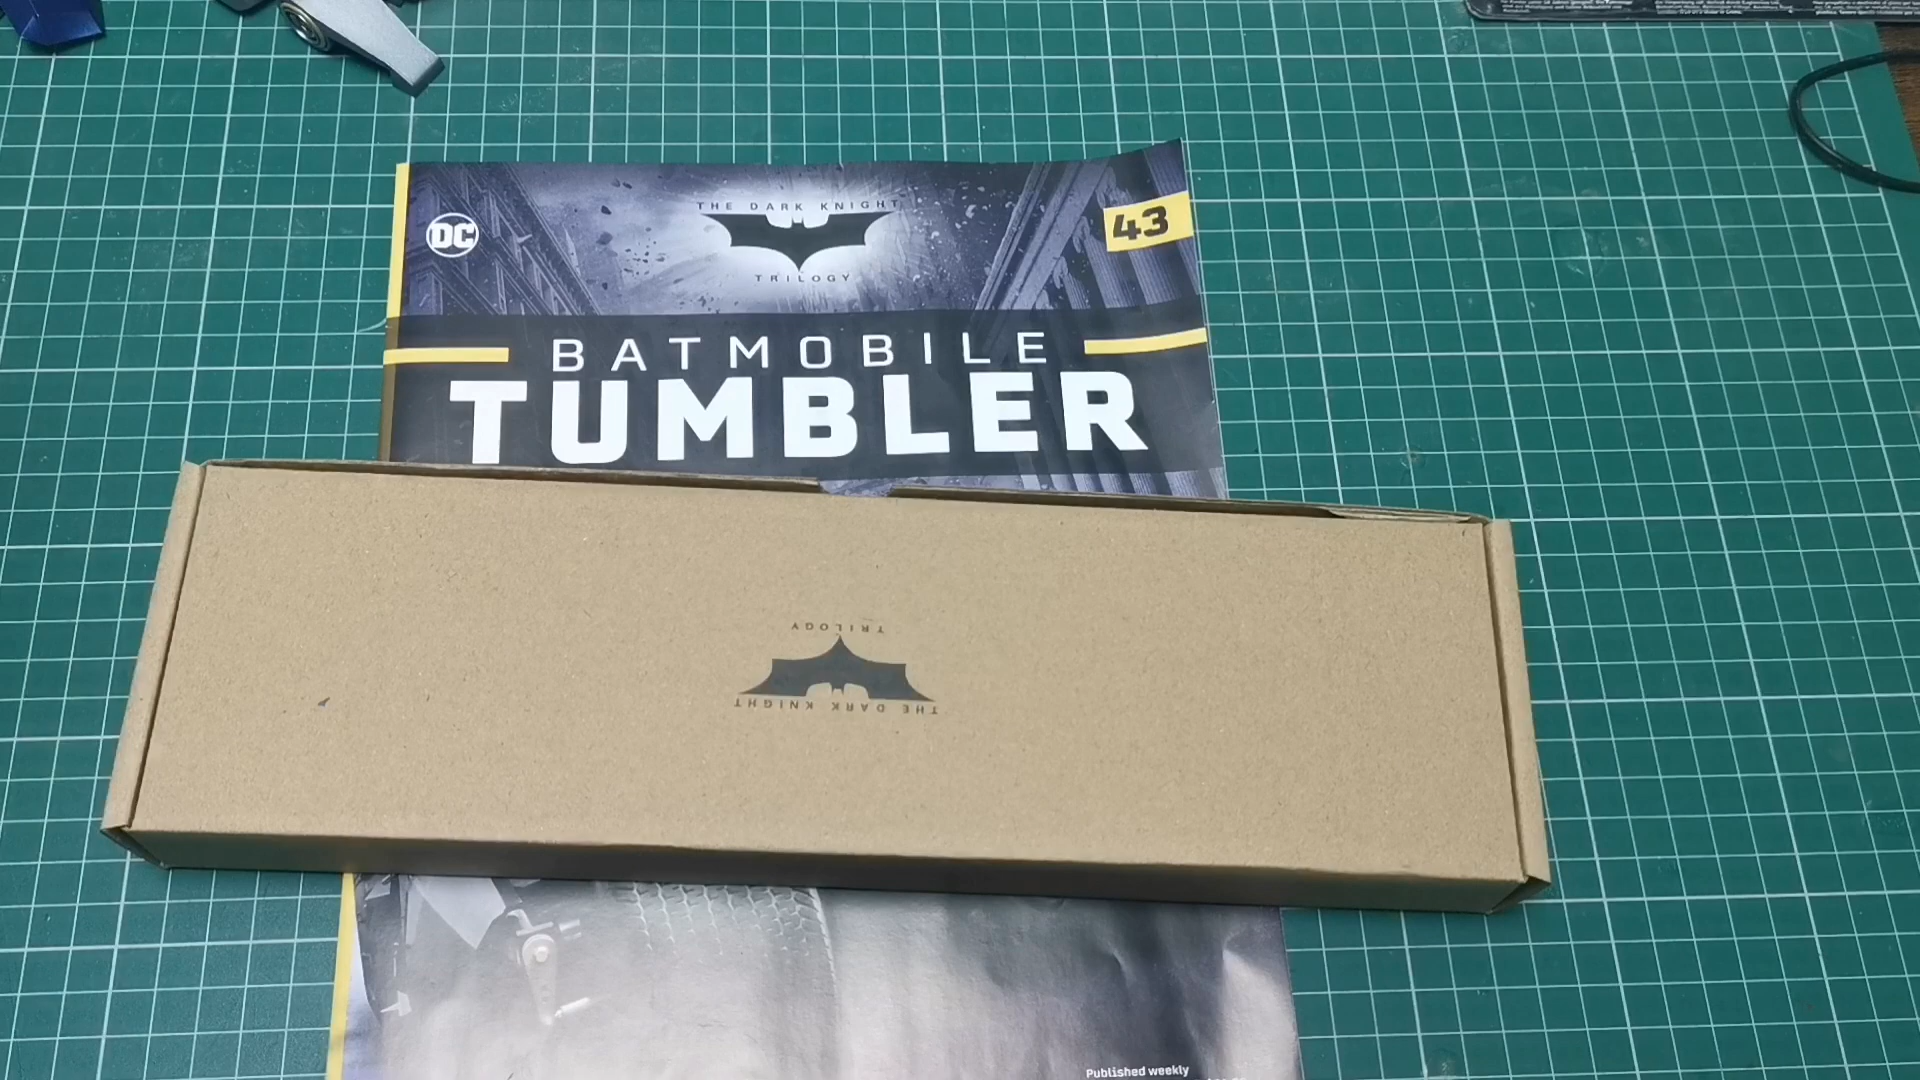 THE DARK KNIGHT
TRILOGY
DC
43
BATMOBILE
TUMBLER
THE DARK KNIGHT
TRILOGY
Published weekly